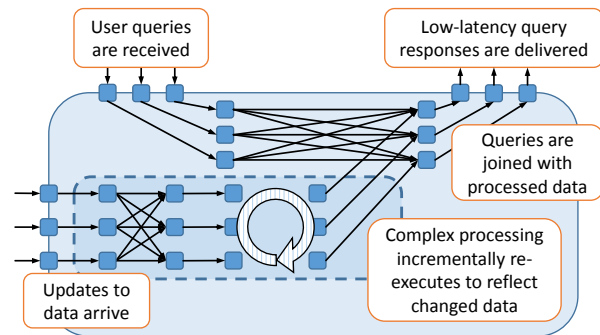 User queries
are received
Low-latency query
responses are delivered
Queries are
joined with
processed data
Complex processing
incrementally re-
executes to reflect
changed data
Updates to
data arrive